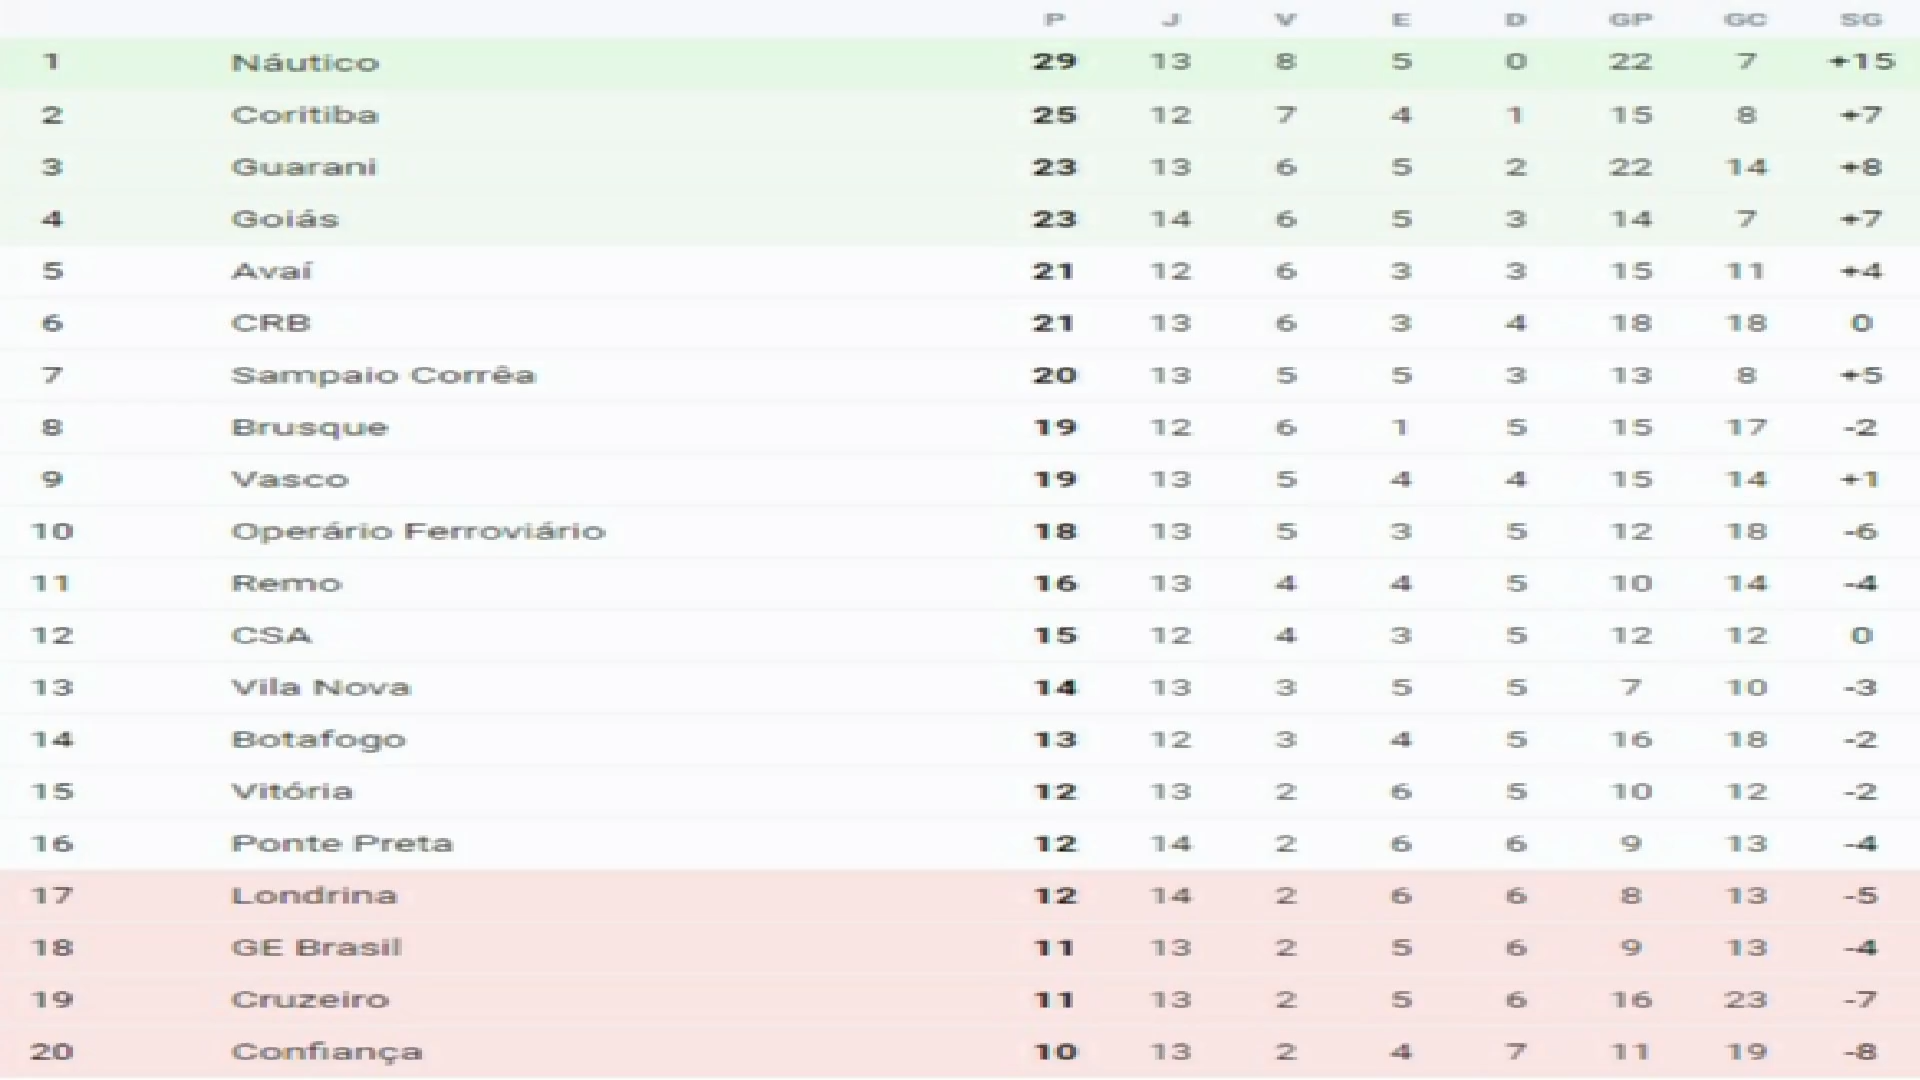 P J V E D GP GC SG
1 Náutico 29 13 8 5 0 22 7 +15
2 Coritiba 25 12 7 4 1 15 8 +7
3 Guarani 23 13 6 5 2 22 14 +8
4 Goiás 23 14 6 5 3 14 7 +7
5 Avaí 21 12 6 3 3 15 11 +4
6 CRB 21 13 6 3 4 18 18 0
7 Sampaio Corrêa 20 13 5 5 3 13 8 +5
8 Brusque 19 12 6 1 5 15 17 -2
9 Vasco 19 13 5 4 4 15 14 +1
10 Operário Ferroviário 18 13 5 3 5 12 18 -6
11 Remo 16 13 4 4 5 10 14 -4
12 CSA 15 12 4 3 5 12 12 0
13 Vila Nova 14 13 3 5 5 7 10 -3
14 Botafogo 13 12 3 4 5 16 18 -2
15 Vitória 12 13 2 6 5 10 12 -2
16 Ponte Preta 12 14 2 6 6 9 13 -4
17 Londrina 12 14 2 6 6 8 13 -5
18 GE Brasil 11 13 2 5 6 9 13 -4
19 Cruzeiro 11 13 2 5 6 16 23 -7
20 Confiança 10 13 2 4 7 11 19 -8